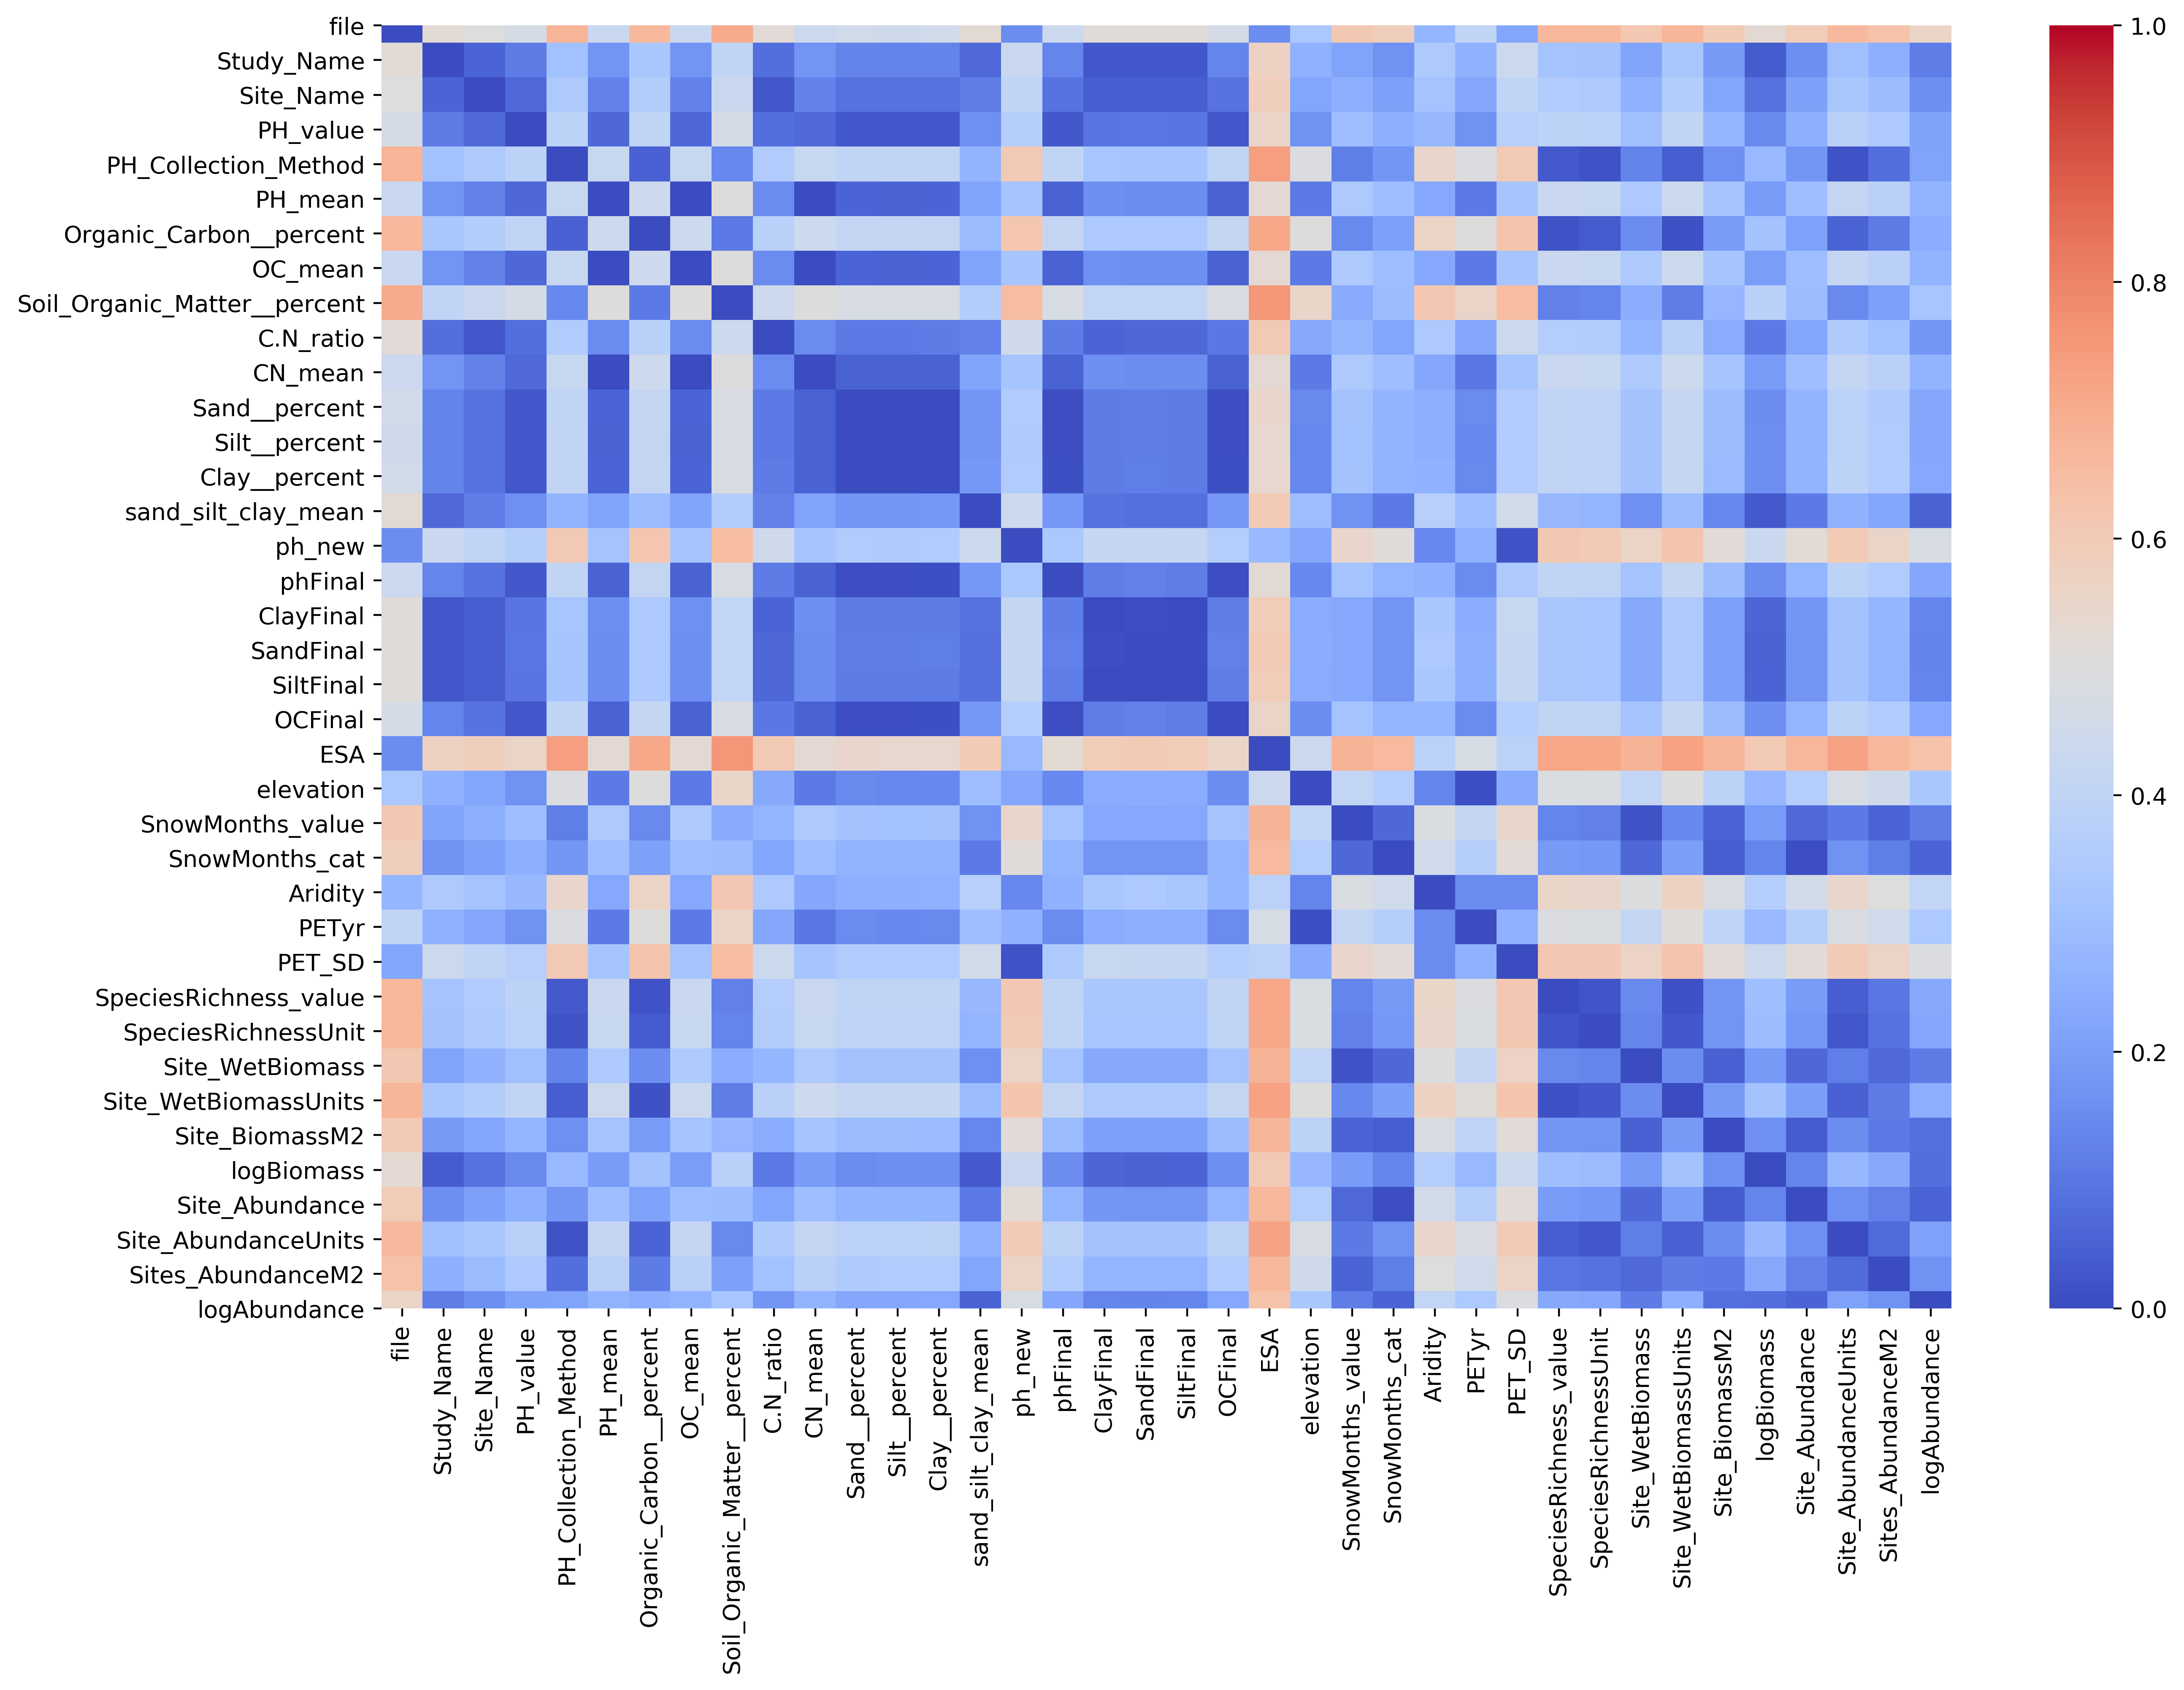 file
Study_Name
Site_Name
PH_value
PH_Collection_Method
PH_mean
Organic_Carbon__percent
OC_mean
Soil_Organic_Matter__percent
C.N_ratio
CN_mean
Sand__percent
Silt__percent
Clay__percent
sand_silt_clay_mean
ph_new
phFinal
ClayFinal
SandFinal
SiltFinal
OCFinal
ESA
elevation
SnowMonths_value
SnowMonths_cat
Aridity
PETyr
PET_SD
SpeciesRichness_value
SpeciesRichnessUnit
Site_WetBiomass
Site_WetBiomassUnits
Site_BiomassM2
logBiomass
Site_Abundance
Site_AbundanceUnits
Sites_AbundanceM2
logAbundance
file
Study_Name
Site_Name
PH_value
PH_Collection_Method
PH_mean
Organic_Carbon__percent
OC_mean
Soil_Organic_Matter__percent
C.N_ratio
CN_mean
Sand__percent
Silt__percent
Clay__percent
sand_silt_clay_mean
ph_new
phFinal
ClayFinal
SandFinal
SiltFinal
OCFinal
ESA
elevation
SnowMonths_value
SnowMonths_cat
Aridity
PETyr
PET_SD
SpeciesRichness_value
SpeciesRichnessUnit
Site_WetBiomass
Site_WetBiomassUnits
Site_BiomassM2
logBiomass
Site_Abundance
Site_AbundanceUnits
Sites_AbundanceM2
logAbundance
1.0
0.8
0.6
0.4
0.2
0.0